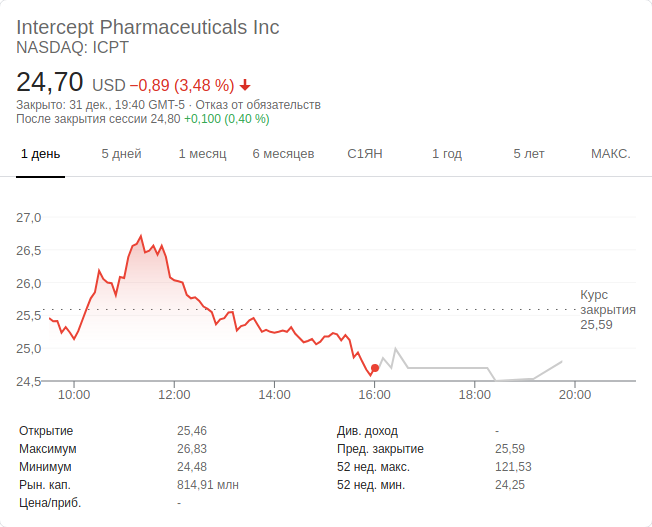 Intercept Pharmaceuticals Inc
NASDAQ: ICPT
24,70 USD −0,89 (3,48 %)
Закрыто: 31 дек., 19:40 GMT-5 · Отказ от обязательств
После закрытия сессии 24,80 +0,100 (0,40 %)
1 день 5 дней 1 месяц 6 месяцев С1ЯН 1 год 5 лет МАКС.
27,0
26,5
26,0
25,5
25,0
24,5
Курс
закрытия
25,59
10:00 12:00 14:00 16:00 18:00 20:00
Открытие 25,46 Див. доход -
Максимум 26,83 Пред. закрытие 25,59
Минимум 24,48 52 нед. макс. 121,53
Рын. кап. 814,91 млн 52 нед. мин. 24,25
Цена/приб. -